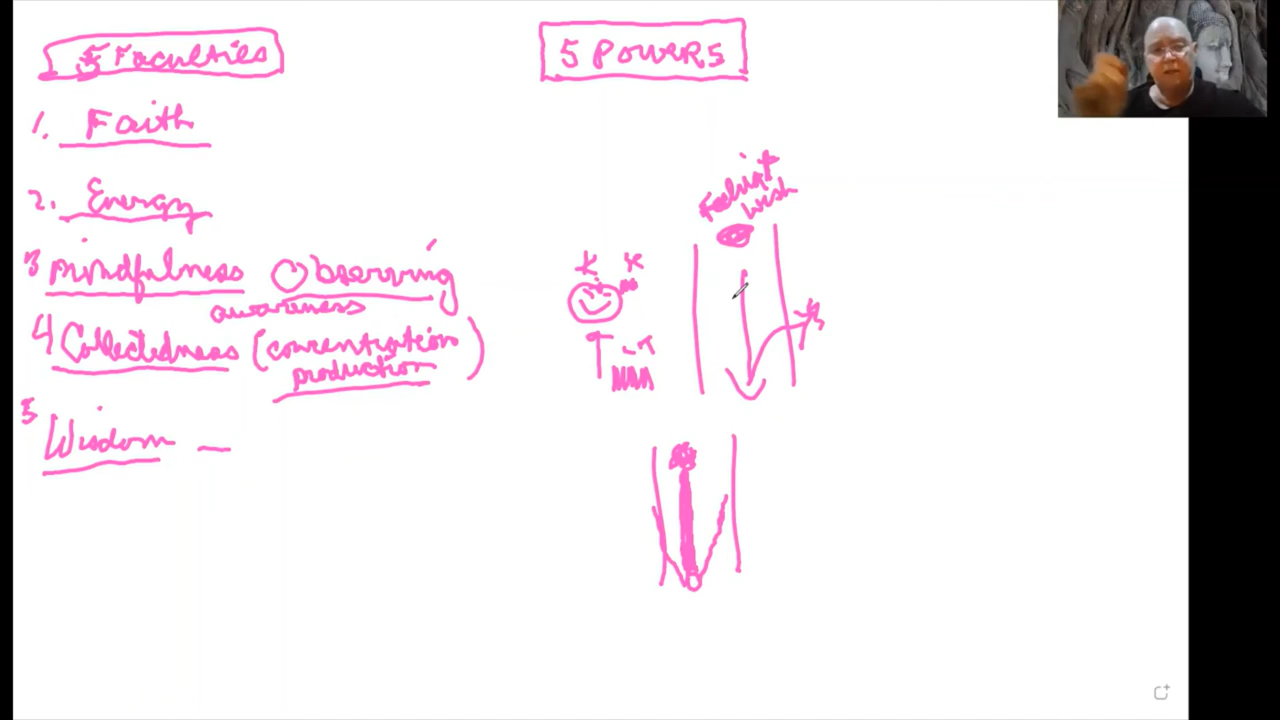 5 Faculties
5 POWERS
1. Faith
2. Energy
3 Mindfulness Observing
awareness
4 Collectedness (concentration
production)
5 Wisdom —
Feeling +
wish